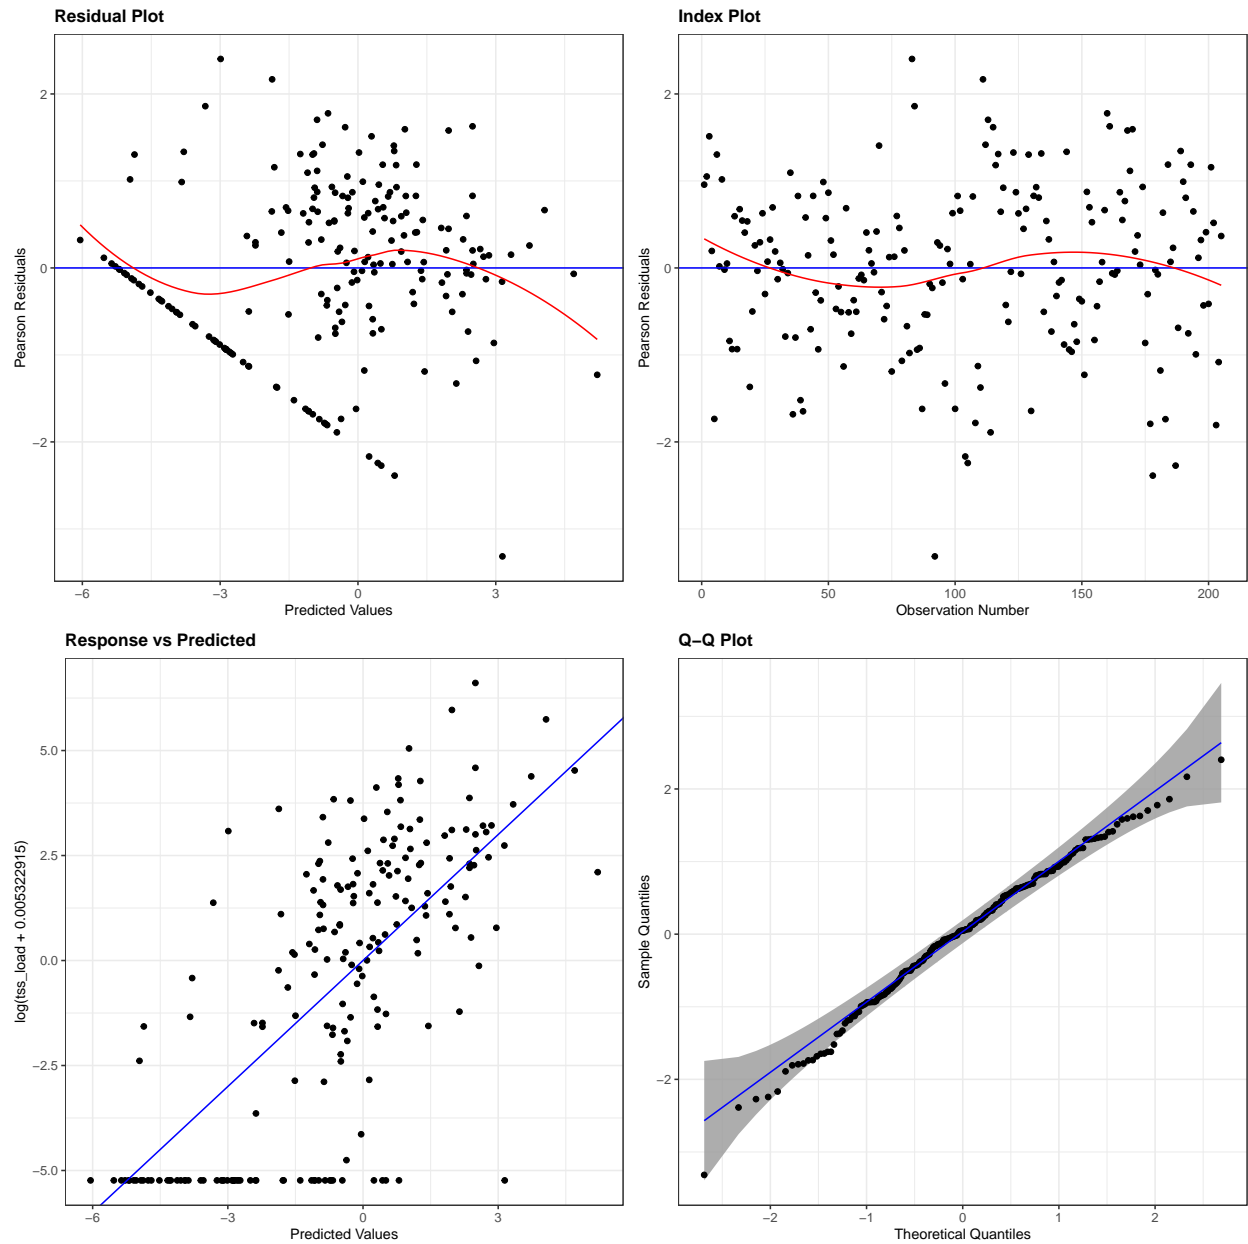 Residual Plot
Pearson Residuals
2
0
−2
−6
−3
0
3
Predicted Values
Index Plot
Pearson Residuals
2
0
−2
0
50
100
150
200
Observation Number
Response vs Predicted
log(tss_load + 0.005322915)
5.0
2.5
0.0
−2.5
−5.0
−6
−3
0
3
Predicted Values
Q−Q Plot
Sample Quantiles
2
0
−2
−2
−1
0
1
2
Theoretical Quantiles